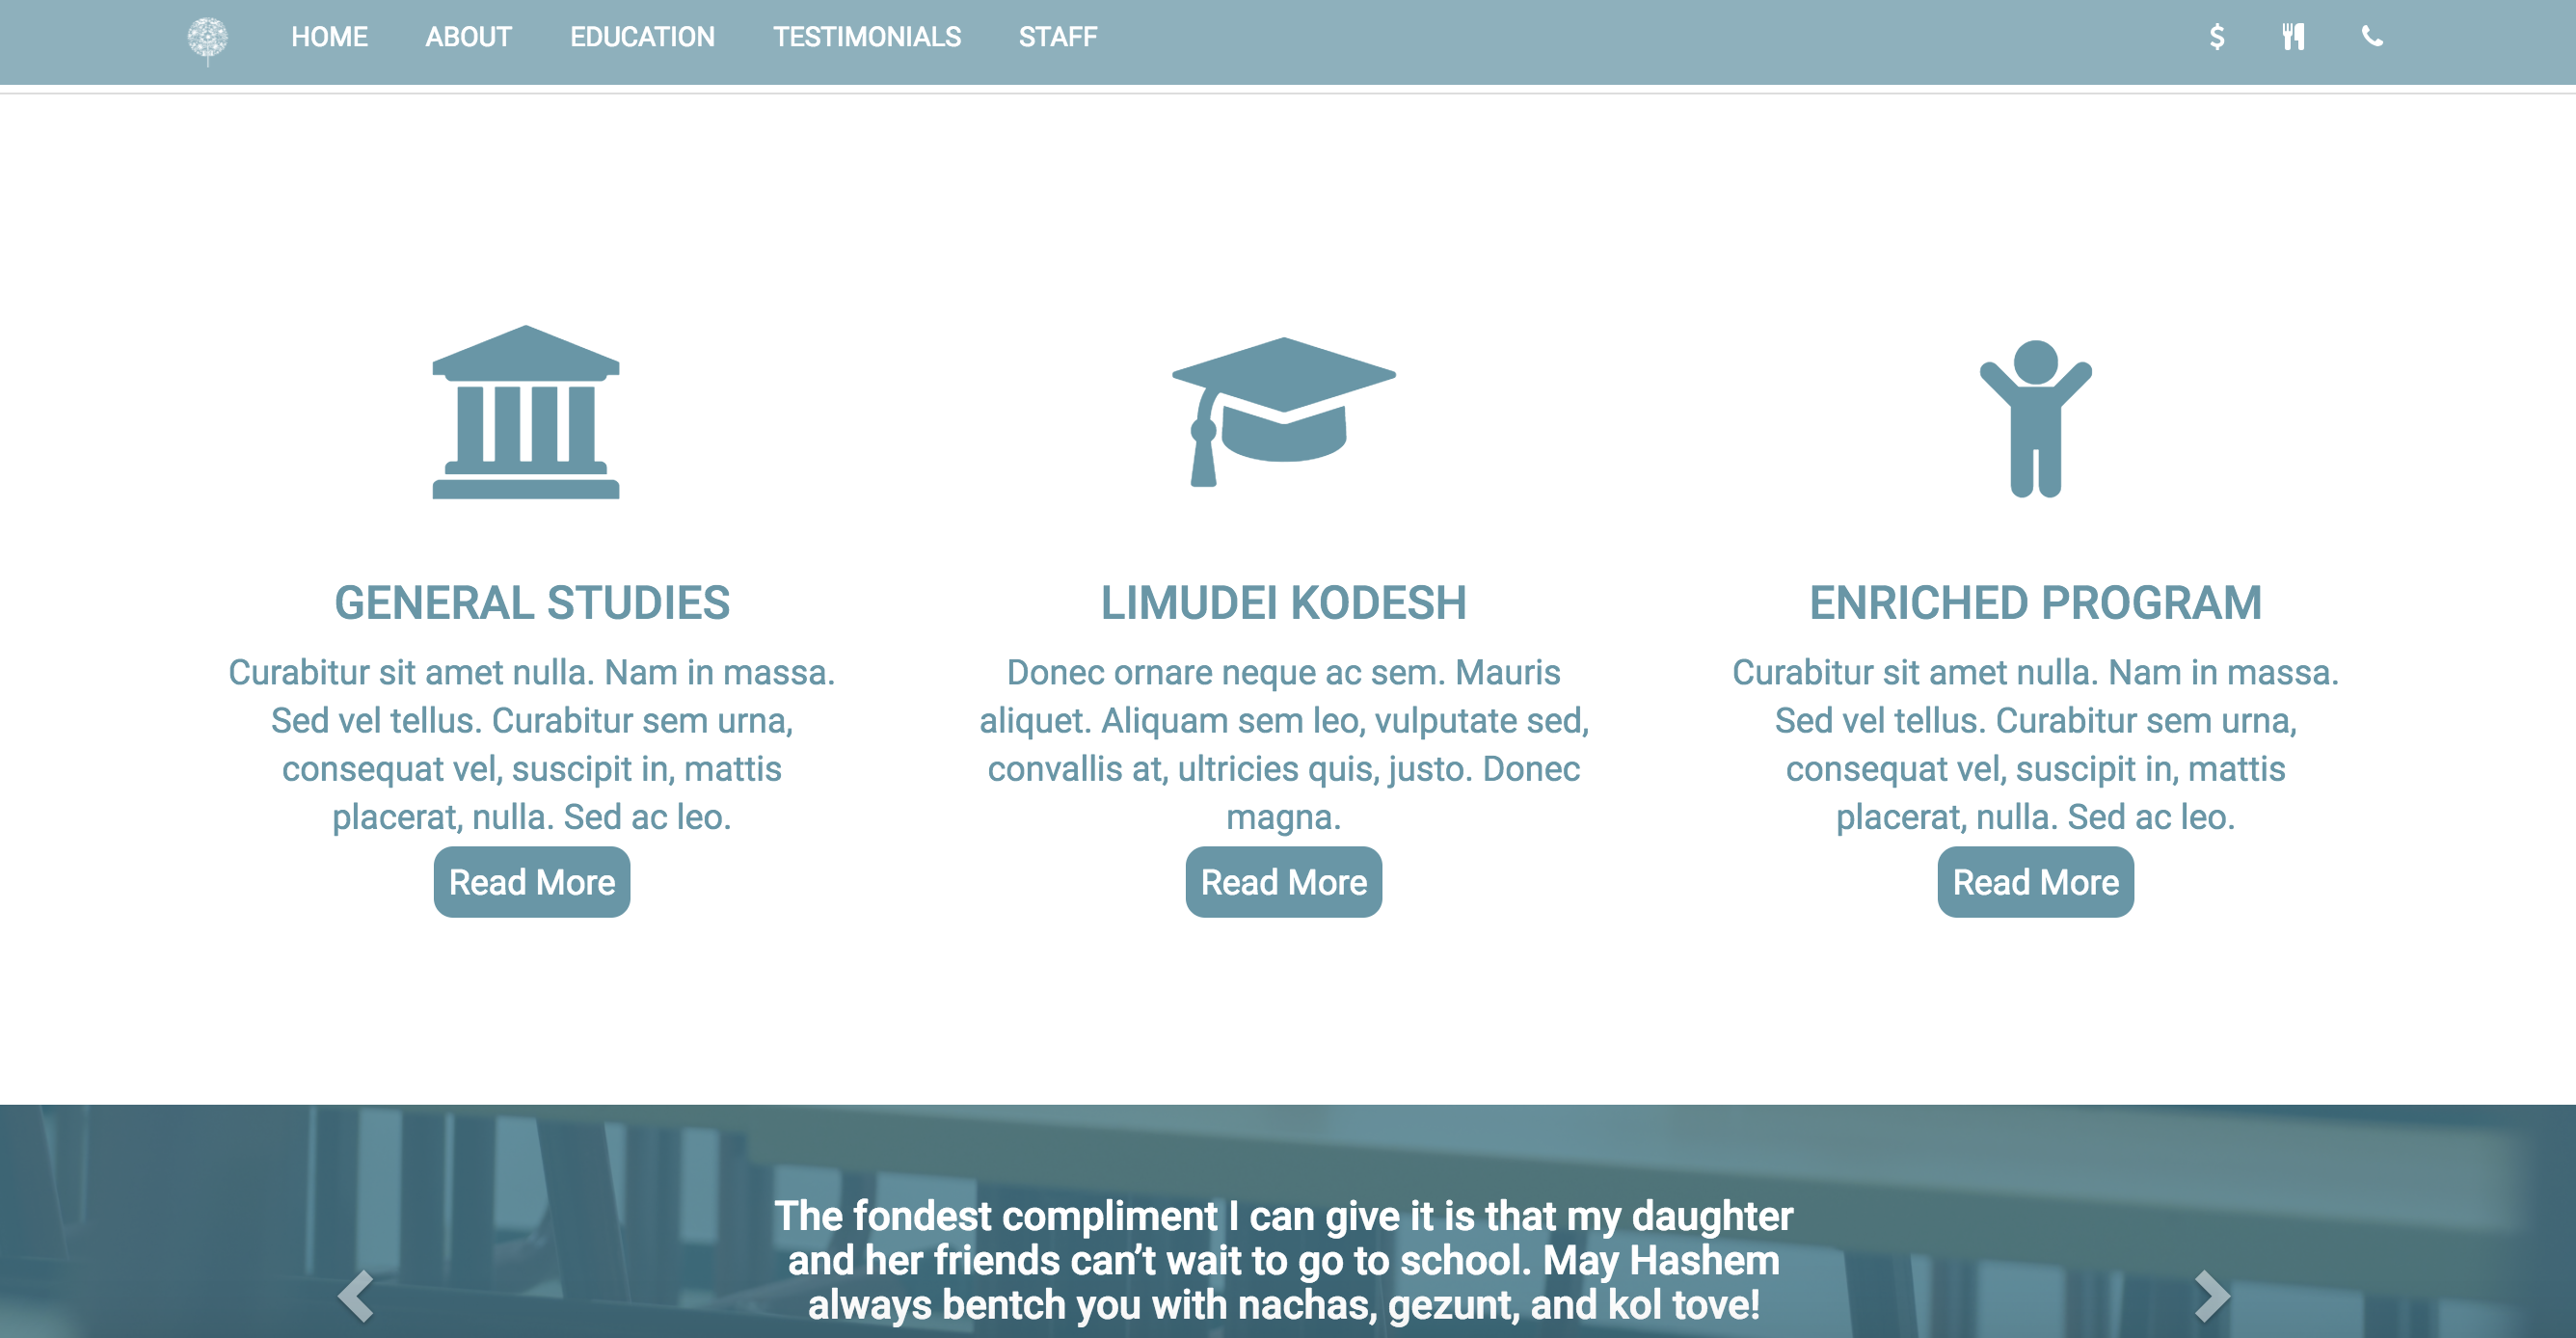 HOME ABOUT EDUCATION TESTIMONIALS STAFF $
GENERAL STUDIES
Curabitur sit amet nulla. Nam in massa.
Sed vel tellus. Curabitur sem urna,
consequat vel, suscipit in, mattis
placerat, nulla. Sed ac leo.
Read More
LIMUDEI KODESH
Donec ornare neque ac sem. Mauris
aliquet. Aliquam sem leo, vulputate sed,
convallis at, ultricies quis, justo. Donec
magna.
Read More
ENRICHED PROGRAM
Curabitur sit amet nulla. Nam in massa.
Sed vel tellus. Curabitur sem urna,
consequat vel, suscipit in, mattis
placerat, nulla. Sed ac leo.
Read More
The fondest compliment I can give it is that my daughter
and her friends can’t wait to go to school. May Hashem
always bentch you with nachas, gezunt, and kol tove!